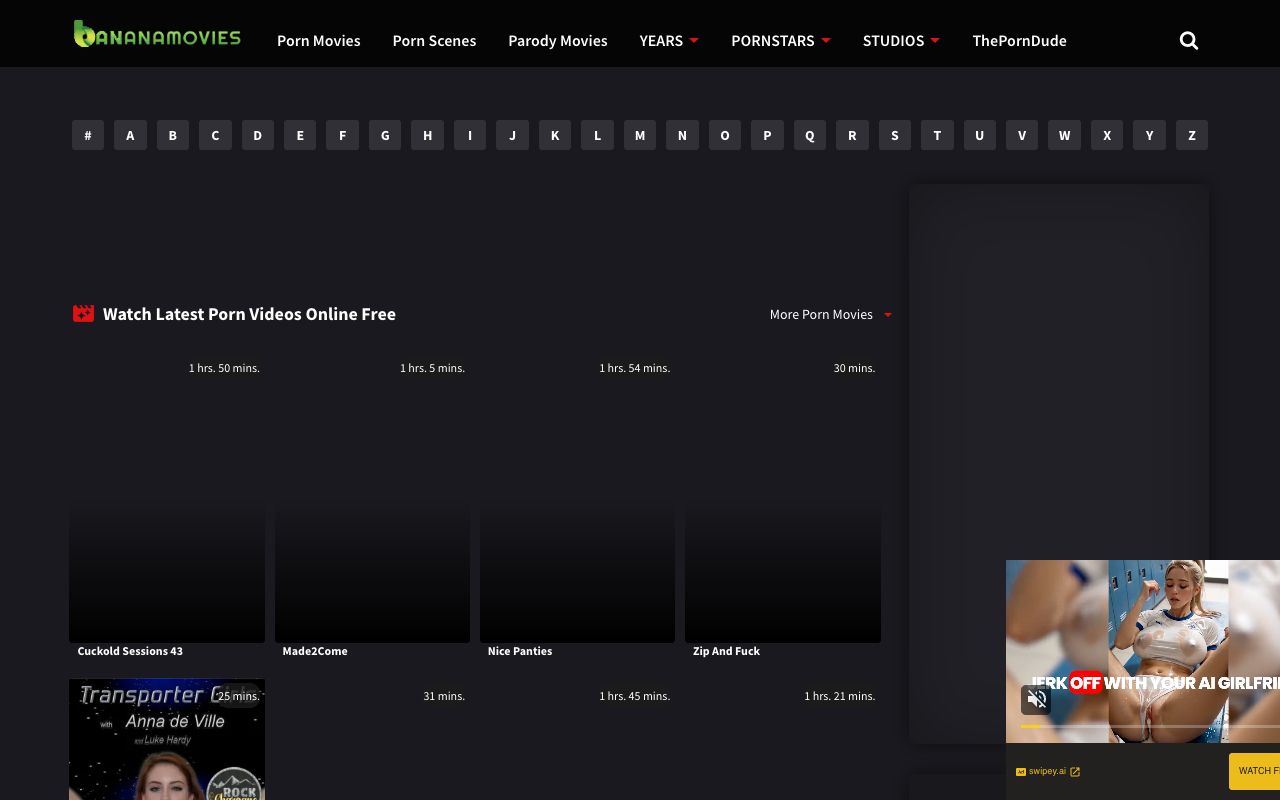 BANANAMOVIES
Porn Movies
Porn Scenes
Parody Movies
YEARS
PORNSTARS
STUDIOS
ThePornDude
# A B C D E F G H I J K L M N O P Q R S T U V W X Y Z
Watch Latest Porn Videos Online Free
More Porn Movies
1 hrs. 50 mins.
1 hrs. 5 mins.
1 hrs. 54 mins.
30 mins.
Cuckold Sessions 43
Made2Come
Nice Panties
Zip And Fuck
Transporter Girls
25 mins.
with Anna de Ville
and Luke Hardy
ROCK
31 mins.
1 hrs. 45 mins.
1 hrs. 21 mins.
JERK OFF WITH YOUR AI GIRLFRI
Ad
swipey.ai
WATCH F